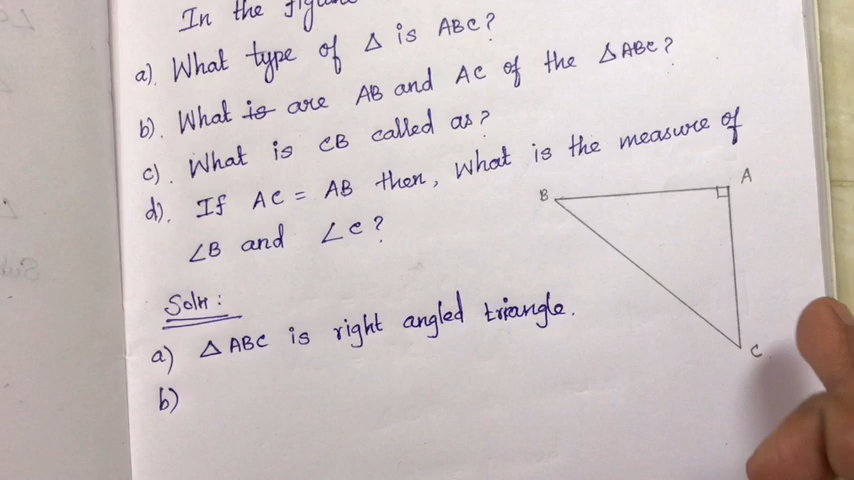 In the figure
a). What type of Δ is ABC?
b). What is are AB and AC of the ΔABC?
c). What is CB called as?
d). If AC = AB then, What is the measure of
∠B and ∠C?
B
A
C
Soln:
a) ΔABC is right angled triangle.
b)